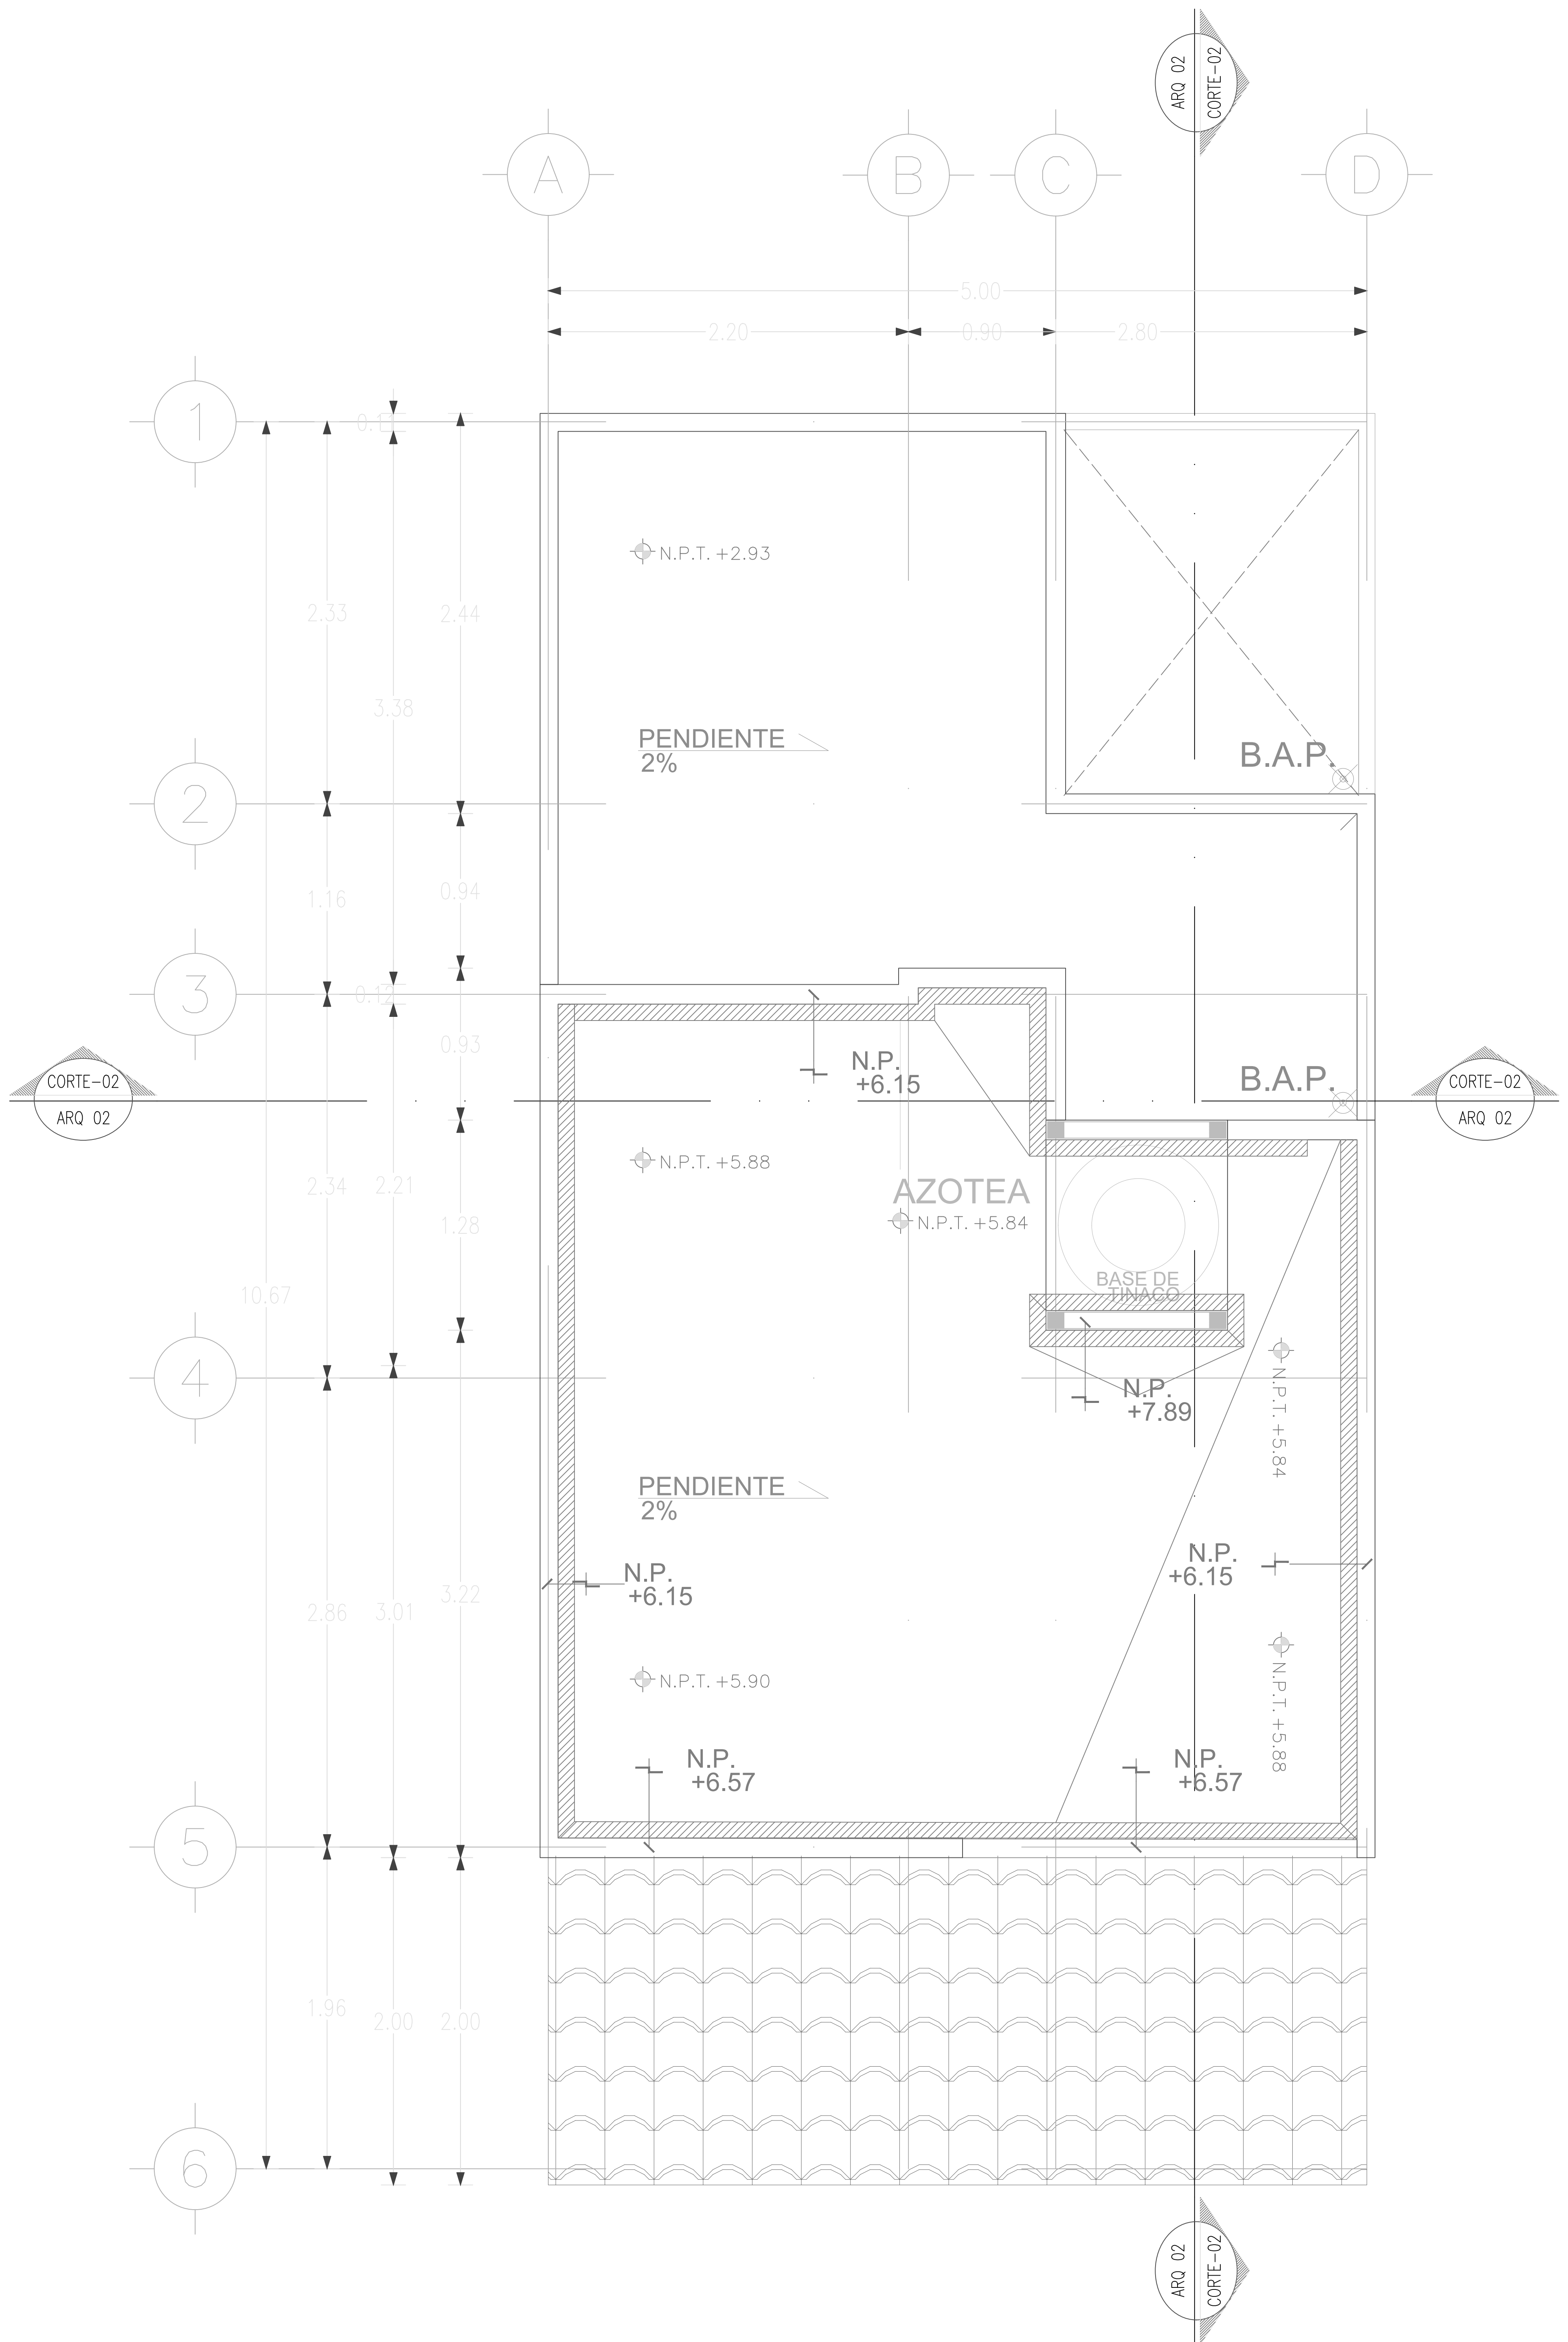 ARQ 02
CORTE-02
A
B
C
D
5.00
2.20
0.90
2.80
1
0.11
N.P.T. +2.93
2.33
2.44
3.38
PENDIENTE
2%
B.A.P.
2
1.16
0.94
3
0.12
0.93
N.P.
+6.15
CORTE-02
ARQ 02
B.A.P.
CORTE-02
ARQ 02
N.P.T. +5.88
2.34
2.21
AZOTEA
N.P.T. +5.84
1.28
BASE DE
TINACO
10.67
4
N.P.
+7.89
N.P.T. +5.84
PENDIENTE
2%
N.P.
+6.15
N.P.
+6.15
2.86
3.01
3.22
N.P.T. +5.90
N.P.T. +5.88
N.P.
+6.57
N.P.
+6.57
5
1.96
2.00
2.00
6
ARQ 02
CORTE-02